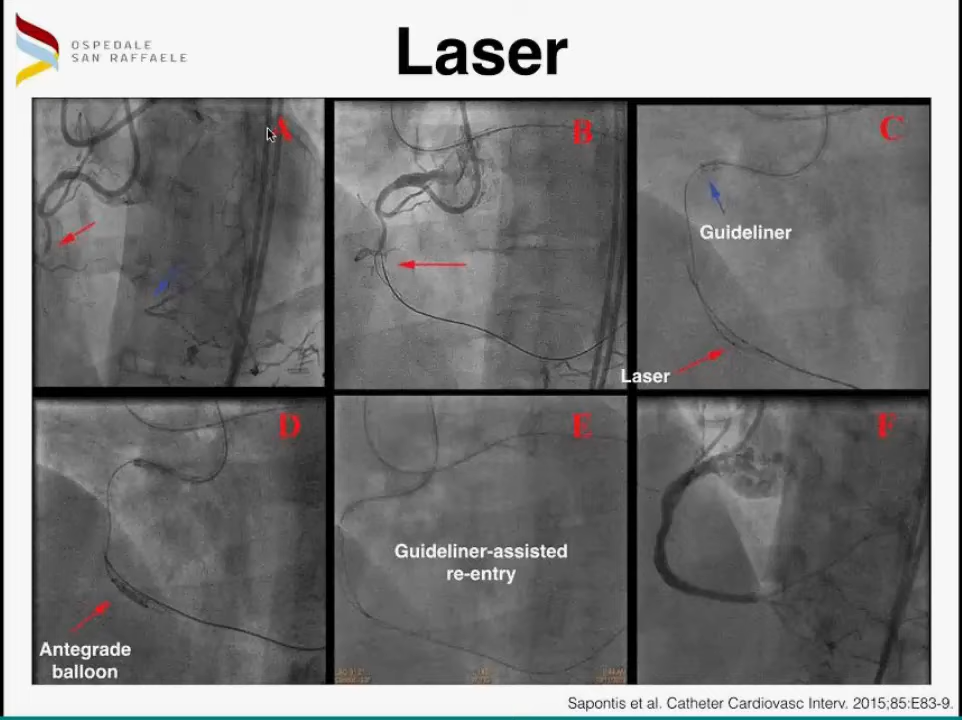 OSPEDALE
SAN RAFFAELE
Laser
A
B
C
Guideliner
Laser
D
E
F
Guideliner-assisted
re-entry
Antegrade
balloon
Sapontis et al. Catheter Cardiovasc Interv. 2015;85:E83-9.